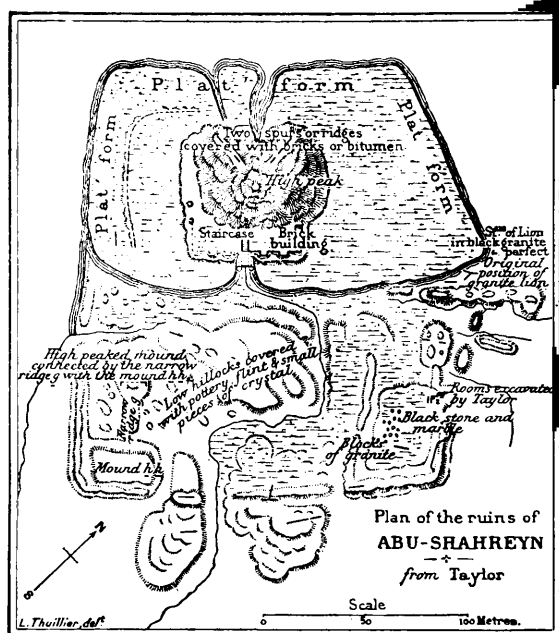 Plat form
Plat form
Plat form
Two spurs or ridges
covered with bricks or bitumen
High peak
Staircase
Brick
building
St. of Lion
in black granite
perfect
Original
position of
granite lion
High peaked mound
connected by the narrow
ridge g with the mound hh
Narrow
ridge g
Low hillocks covered
with pottery, flint & small
pieces of crystal
Rooms excavated
by Taylor
Black stone and
marble
Blocks
of granite
Mound hh
Plan of the ruins of
ABU-SHAHREYN
from Taylor
N
S
Scale
0 50 100 Metres.
L. Thuillier, delt.